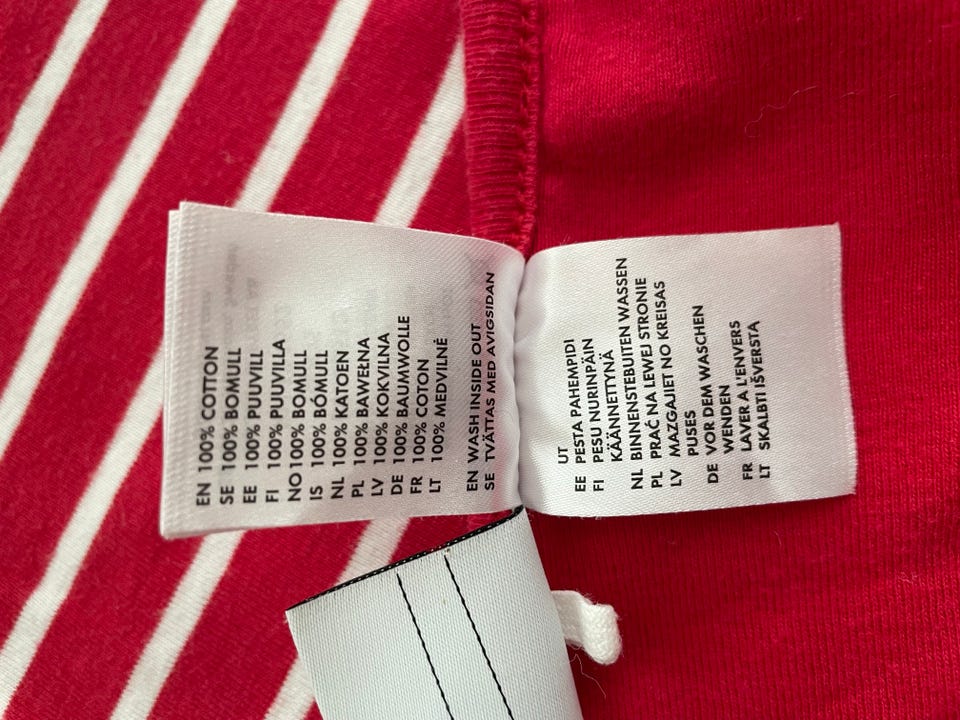 EN 100% COTTON
SE 100% BOMULL
EE 100% PUUVILL
FI 100% PUUVILLA
NO 100% BOMULL
IS 100% BÓMULL
NL 100% KATOEN
PL 100% BAWEŁNA
LV 100% KOKVILNA
DE 100% BAUMWOLLE
FR 100% COTON
LT 100% MEDVILNĖ
EN WASH INSIDE OUT
SE TVÄTTAS MED AVIGSIDAN
UT
EE PESTA PAHEMPIDI
FI PESU NURINPÄIN
KÄÄNNETTYNÄ
NL BINNENSTEBUITEN WASSEN
PL PRAĆ NA LEWEJ STRONIE
LV MAZGAJIET NO KREISAS
PUSES
DE VOR DEM WASCHEN
WENDEN
FR LAVER A L'ENVERS
LT SKALBTI IŠVERSTA